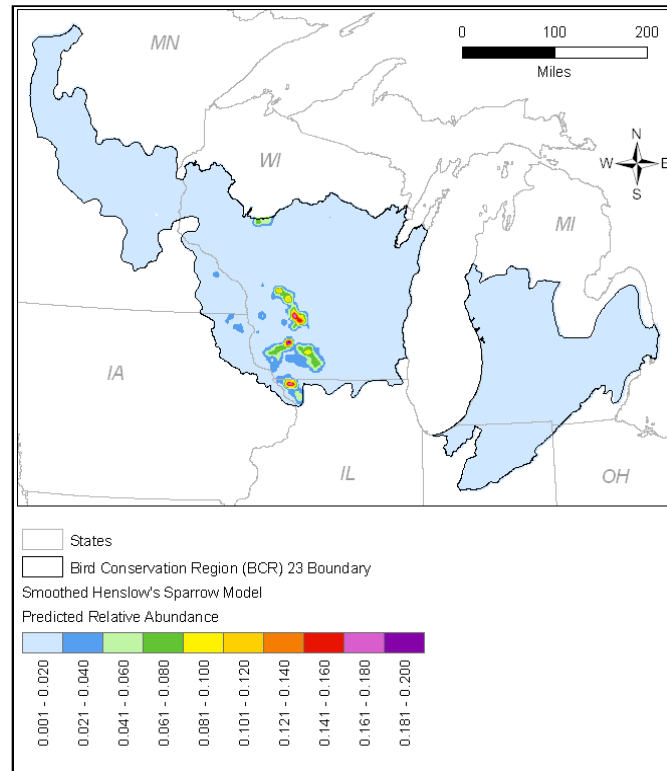 MN
0 100 200
Miles
N
W E
S
WI
MI
IA
IL
OH
States
Bird Conservation Region (BCR) 23 Boundary
Smoothed Henslow's Sparrow Model
Predicted Relative Abundance
0.001 - 0.020
0.021 - 0.040
0.041 - 0.060
0.061 - 0.080
0.081 - 0.100
0.101 - 0.120
0.121 - 0.140
0.141 - 0.160
0.161 - 0.180
0.181 - 0.200